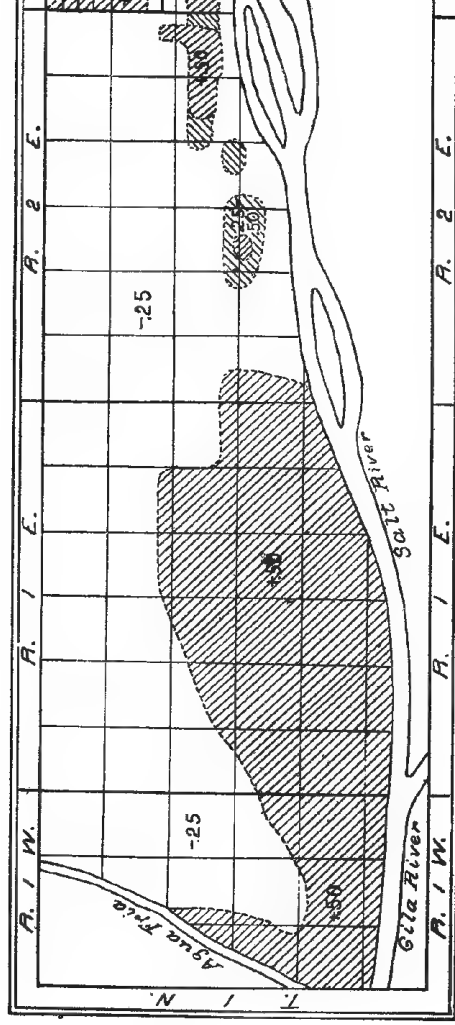 R. 1 W.
R. 1 E.
R. 2 E.
-.25
-.25
+.50
+.50
+.50
Agua Fria
Salt River
Gila River
T. 1 N.
R. 1 W.
R. 1 E.
R. 2 E.